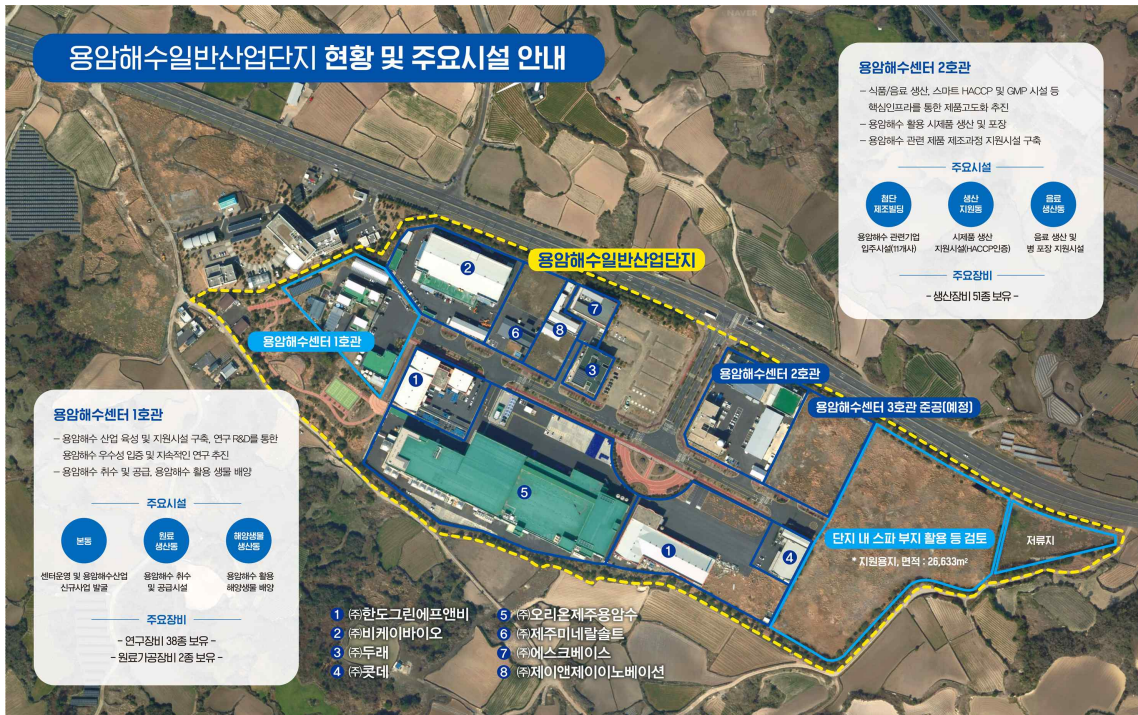 NAVER
용암해수일반산업단지 현황 및 주요시설 안내
용암해수센터 2호관
- 식품/음료 생산, 스마트 HACCP 및 GMP 시설 등
핵심인프라를 통한 제품고도화 추진
- 용암해수 활용 시제품 생산 및 포장
- 용암해수 관련 제품 제조과정 지원시설 구축
주요시설
첨단
제조빌딩
생산
지원동
음료
생산동
용암해수 관련기업
입주시설(11개사)
시제품 생산
지원시설(HACCP인증)
음료 생산 및
병 포장 지원시설
주요장비
- 생산장비 51종 보유 -
용암해수일반산업단지
2
7
6
8
용암해수센터 1호관
1
3
용암해수센터 2호관
용암해수센터 3호관 준공(예정)
5
1
4
단지 내 스파 부지 활용 등 검토
* 지원용지, 면적 : 26,633m²
저류지
용암해수센터 1호관
- 용암해수 산업 육성 및 지원시설 구축, 연구 R&D를 통한
용암해수 우수성 입증 및 지속적인 연구 추진
- 용암해수 취수 및 공급, 용암해수 활용 생물 배양
주요시설
본동
원료
생산동
해양생물
생산동
센터운영 및 용암해수산업
신규사업 발굴
용암해수 취수
및 공급시설
용암해수 활용
해양생물 배양
주요장비
- 연구장비 38종 보유 -
- 원료가공장비 2종 보유 -
1 ㈜한도그린에프앤비
2 ㈜비케이바이오
3 ㈜두래
4 ㈜콧데
5 ㈜오리온제주용암수
6 ㈜제주미네랄솔트
7 ㈜에스크베이스
8 ㈜제이앤제이이노베이션